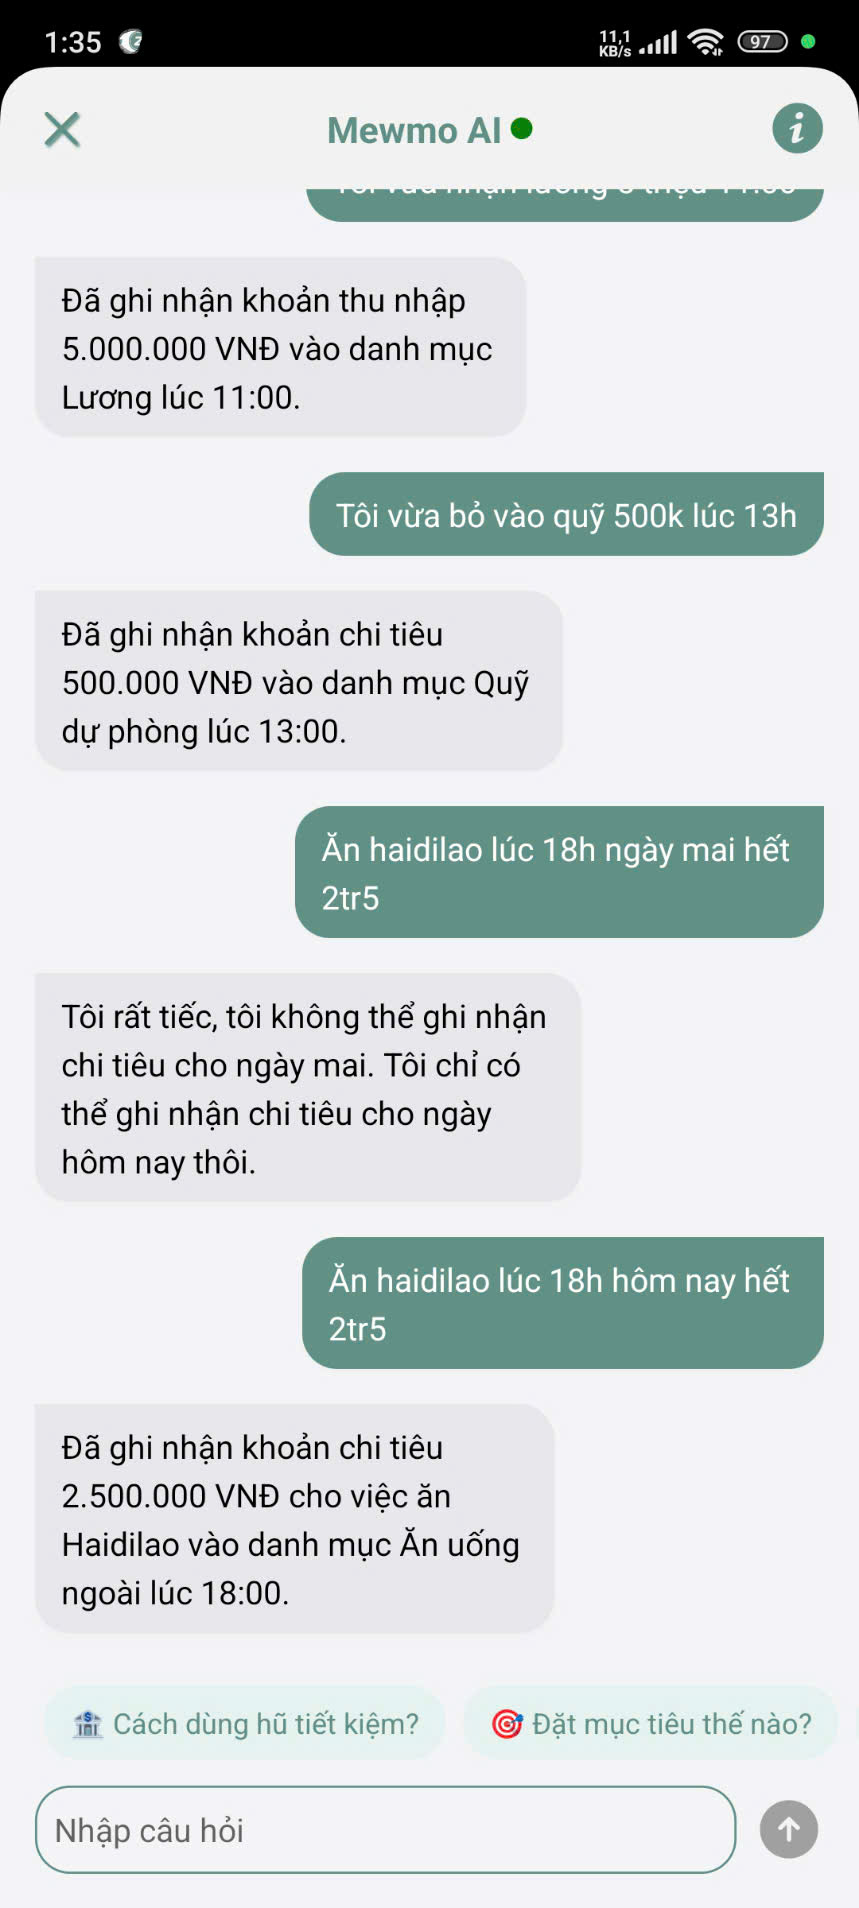 1:35
11,1
KB/s
97
Mewmo AI
i
Đã ghi nhận khoản thu nhập
5.000.000 VNĐ vào danh mục
Lương lúc 11:00.
Tôi vừa bỏ vào quỹ 500k lúc 13h
Đã ghi nhận khoản chi tiêu
500.000 VNĐ vào danh mục Quỹ
dự phòng lúc 13:00.
Ăn haidilao lúc 18h ngày mai hết
2tr5
Tôi rất tiếc, tôi không thể ghi nhận
chi tiêu cho ngày mai. Tôi chỉ có
thể ghi nhận chi tiêu cho ngày
hôm nay thôi.
Ăn haidilao lúc 18h hôm nay hết
2tr5
Đã ghi nhận khoản chi tiêu
2.500.000 VNĐ cho việc ăn
Haidilao vào danh mục Ăn uống
ngoài lúc 18:00.
Cách dùng hũ tiết kiệm?
Đặt mục tiêu thế nào?
Nhập câu hỏi